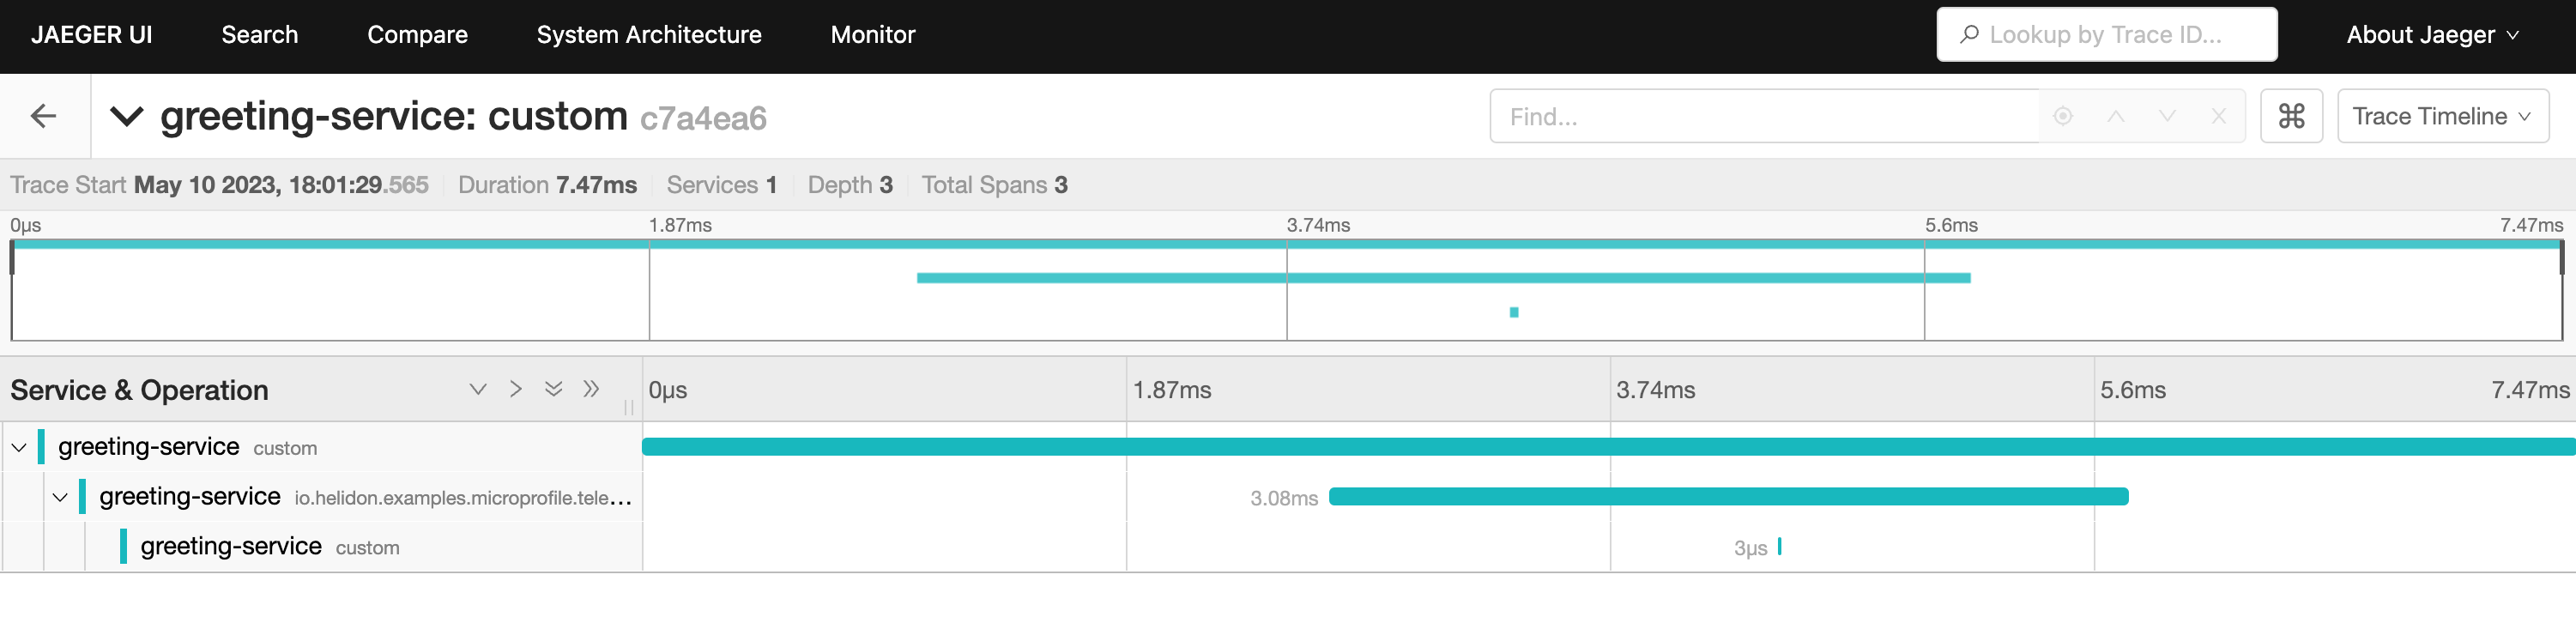 JAEGER UI Search Compare System Architecture Monitor Lookup by Trace ID... About Jaeger
greeting-service: custom c7a4ea6 Find... ⌘ Trace Timeline
Trace Start May 10 2023, 18:01:29.565 Duration 7.47ms Services 1 Depth 3 Total Spans 3
0μs 1.87ms 3.74ms 5.6ms 7.47ms
Service & Operation 0μs 1.87ms 3.74ms 5.6ms 7.47ms
greeting-service custom
greeting-service io.helidon.examples.microprofile.tele... 3.08ms
greeting-service custom 3μs